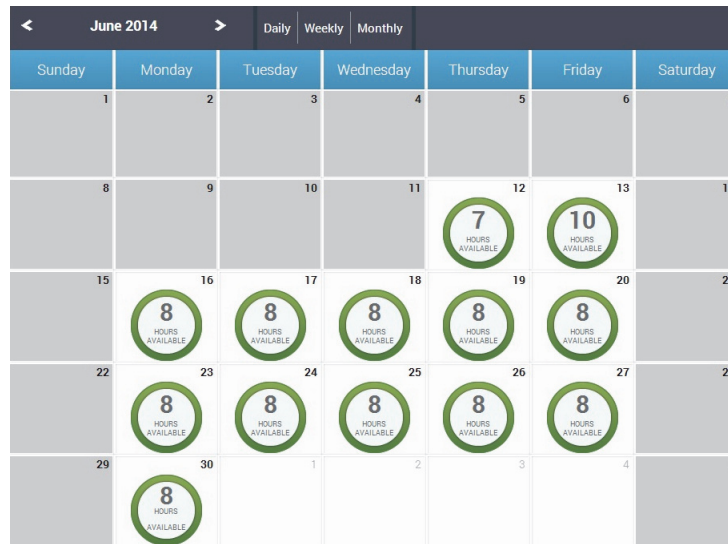 < June 2014 > Daily Weekly Monthly
Sunday Monday Tuesday Wednesday Thursday Friday Saturday
1 2 3 4 5 6
8 9 10 11 12 13
7 HOURS AVAILABLE 10 HOURS AVAILABLE
15 16 17 18 19 20
8 HOURS AVAILABLE 8 HOURS AVAILABLE 8 HOURS AVAILABLE 8 HOURS AVAILABLE 8 HOURS AVAILABLE
22 23 24 25 26 27
8 HOURS AVAILABLE 8 HOURS AVAILABLE 8 HOURS AVAILABLE 8 HOURS AVAILABLE 8 HOURS AVAILABLE
29 30 1 2 3 4
8 HOURS AVAILABLE